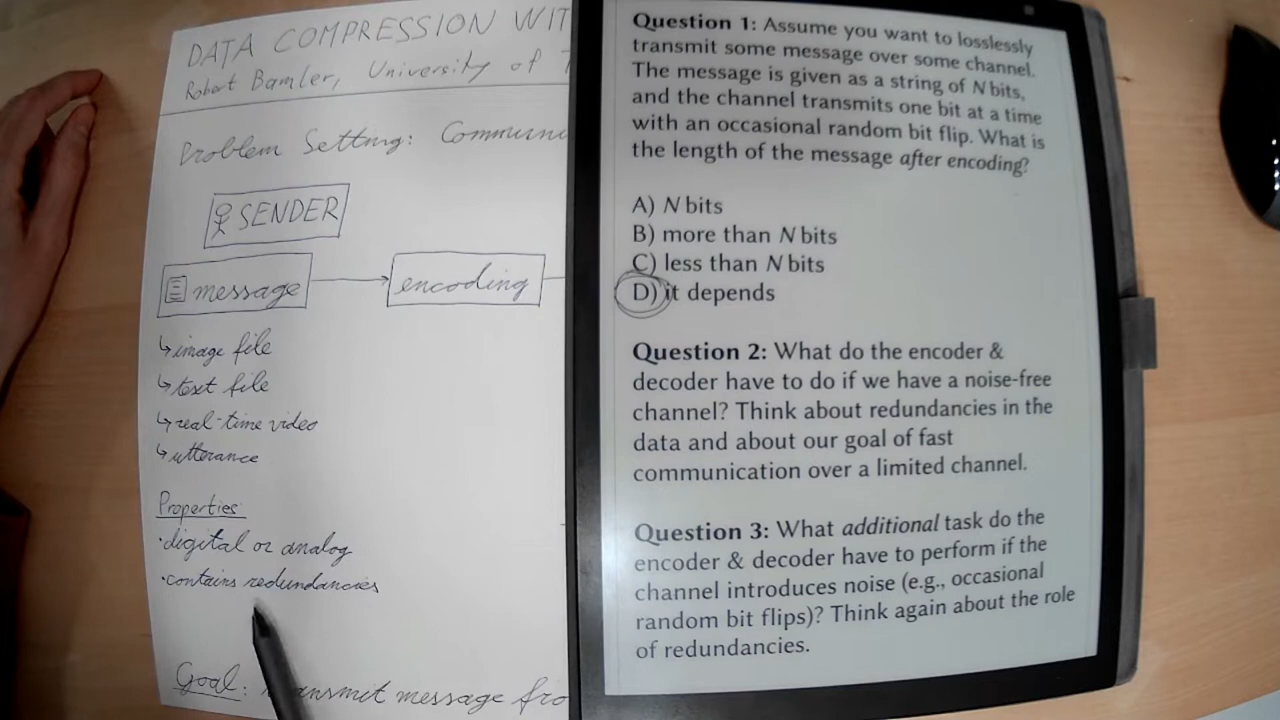 DATA COMPRESSION WIT
Robert Bamler, University of T
Problem Setting: Commun
SENDER
message
encoding
↳image file
↳text file
↳real-time video
↳utterance
Properties:
·digital or analog
·contains redundancies
Goal: transmit message fro
Question 1: Assume you want to losslessly
transmit some message over some channel.
The message is given as a string of N bits,
and the channel transmits one bit at a time
with an occasional random bit flip. What is
the length of the message after encoding?
A) N bits
B) more than N bits
C) less than N bits
D) it depends
Question 2: What do the encoder &
decoder have to do if we have a noise-free
channel? Think about redundancies in the
data and about our goal of fast
communication over a limited channel.
Question 3: What additional task do the
encoder & decoder have to perform if the
channel introduces noise (e.g., occasional
random bit flips)? Think again about the role
of redundancies.